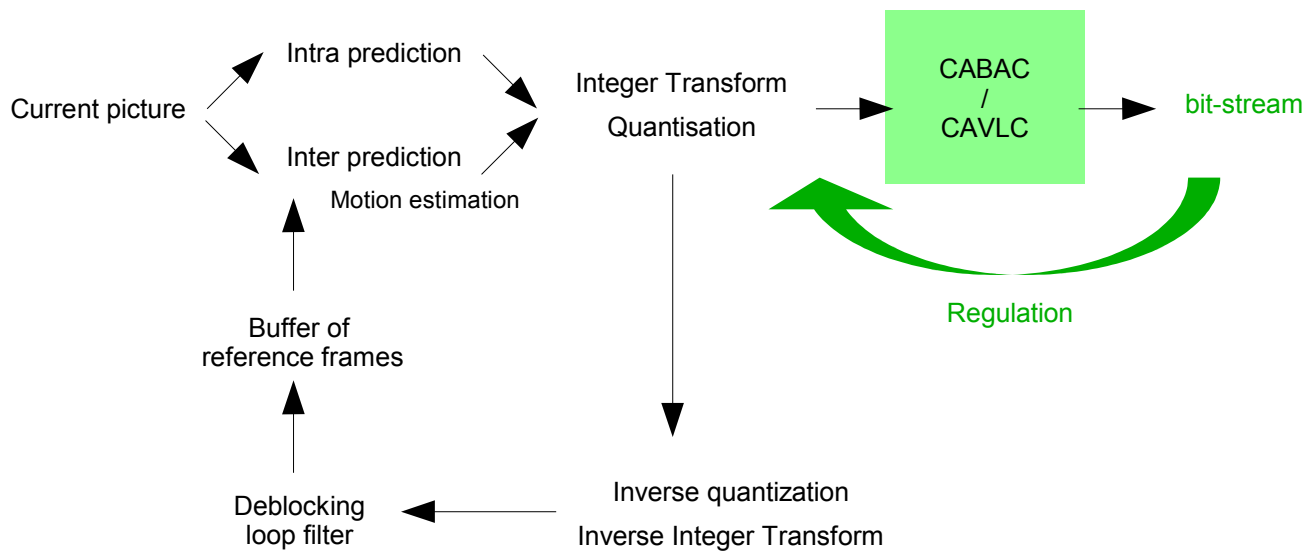 Current picture
Intra prediction
Inter prediction
Motion estimation
Integer Transform
Quantisation
CABAC
/
CAVLC
bit-stream
Regulation
Buffer of
reference frames
Deblocking
loop filter
Inverse quantization
Inverse Integer Transform